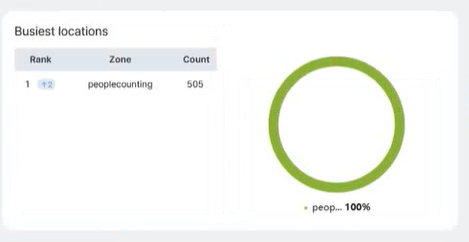 Busiest locations
Rank Zone Count
1 +2 peoplecounting 505
peop... 100%